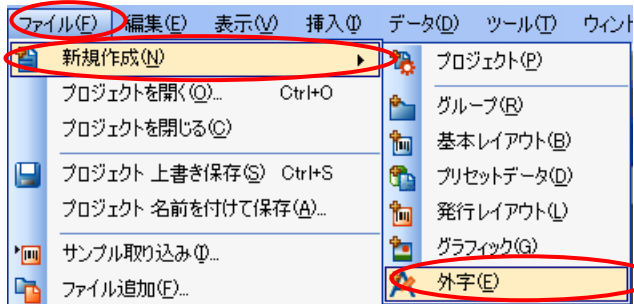 ファイル(F) 編集(E) 表示(V) 挿入(I) データ(D) ツール(T) ウィント
新規作成(N)
プロジェクトを開く(O)... Ctrl+O
プロジェクトを閉じる(C)
プロジェクト 上書き保存(S) Ctrl+S
プロジェクト 名前を付けて保存(A)...
サンプル取り込み(I)...
ファイル追加(F)...
プロジェクト(P)
グループ(R)
基本レイアウト(B)
プリセットデータ(D)
発行レイアウト(L)
グラフィック(G)
外字(E)